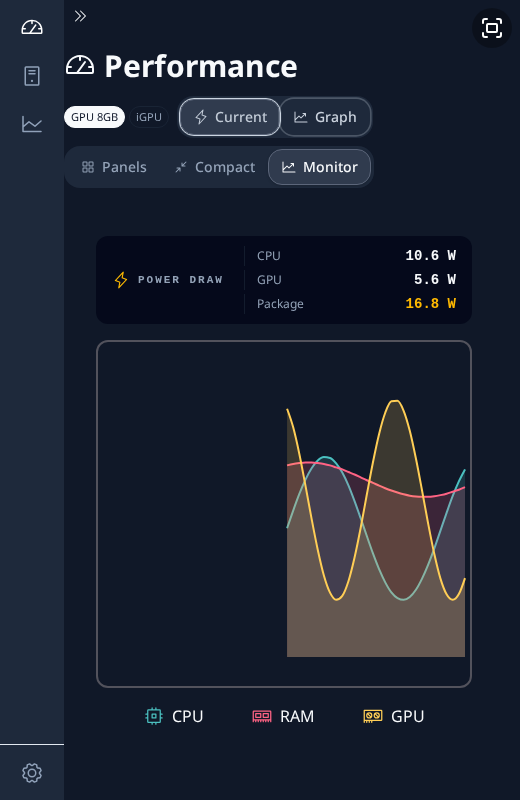 Performance
GPU 8GB iGPU Current Graph
Panels Compact Monitor
POWER DRAW
CPU 10.6 W
GPU 5.6 W
Package 16.8 W
CPU RAM GPU